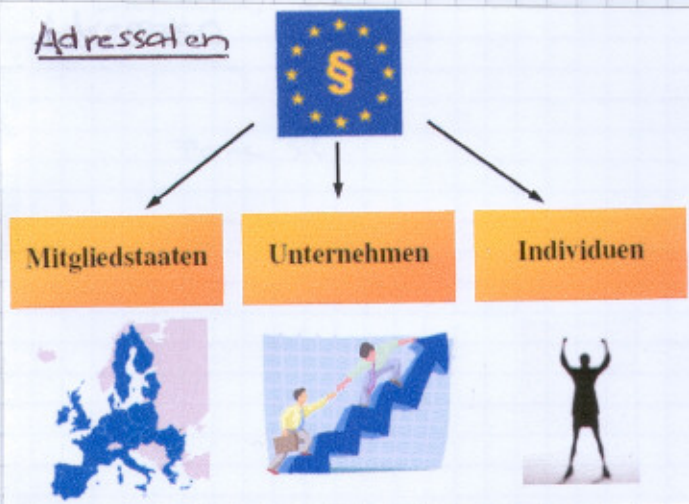 Adressaten
§
Mitgliedstaaten
Unternehmen
Individuen